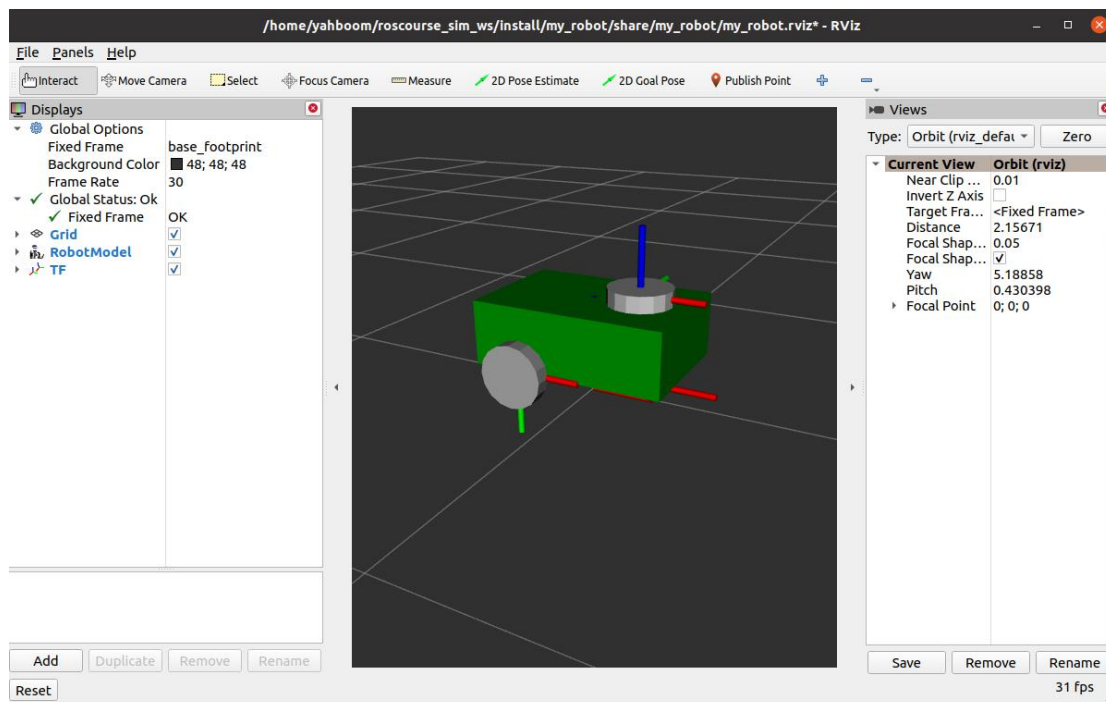 /home/yahboom/roscourse_sim_ws/install/my_robot/share/my_robot/my_robot.rviz* - RViz
File Panels Help
Interact Move Camera Select Focus Camera Measure 2D Pose Estimate 2D Goal Pose Publish Point
Displays
Global Options
Fixed Frame base_footprint
Background Color 48; 48; 48
Frame Rate 30
Global Status: Ok
Fixed Frame OK
Grid
RobotModel
TF
Add Duplicate Remove Rename
Reset
Views
Type: Orbit (rviz_defau Zero
Current View Orbit (rviz)
Near Clip ... 0.01
Invert Z Axis
Target Fra... <Fixed Frame>
Distance 2.15671
Focal Shap... 0.05
Focal Shap...
Yaw 5.18858
Pitch 0.430398
Focal Point 0; 0; 0
Save Remove Rename
31 fps